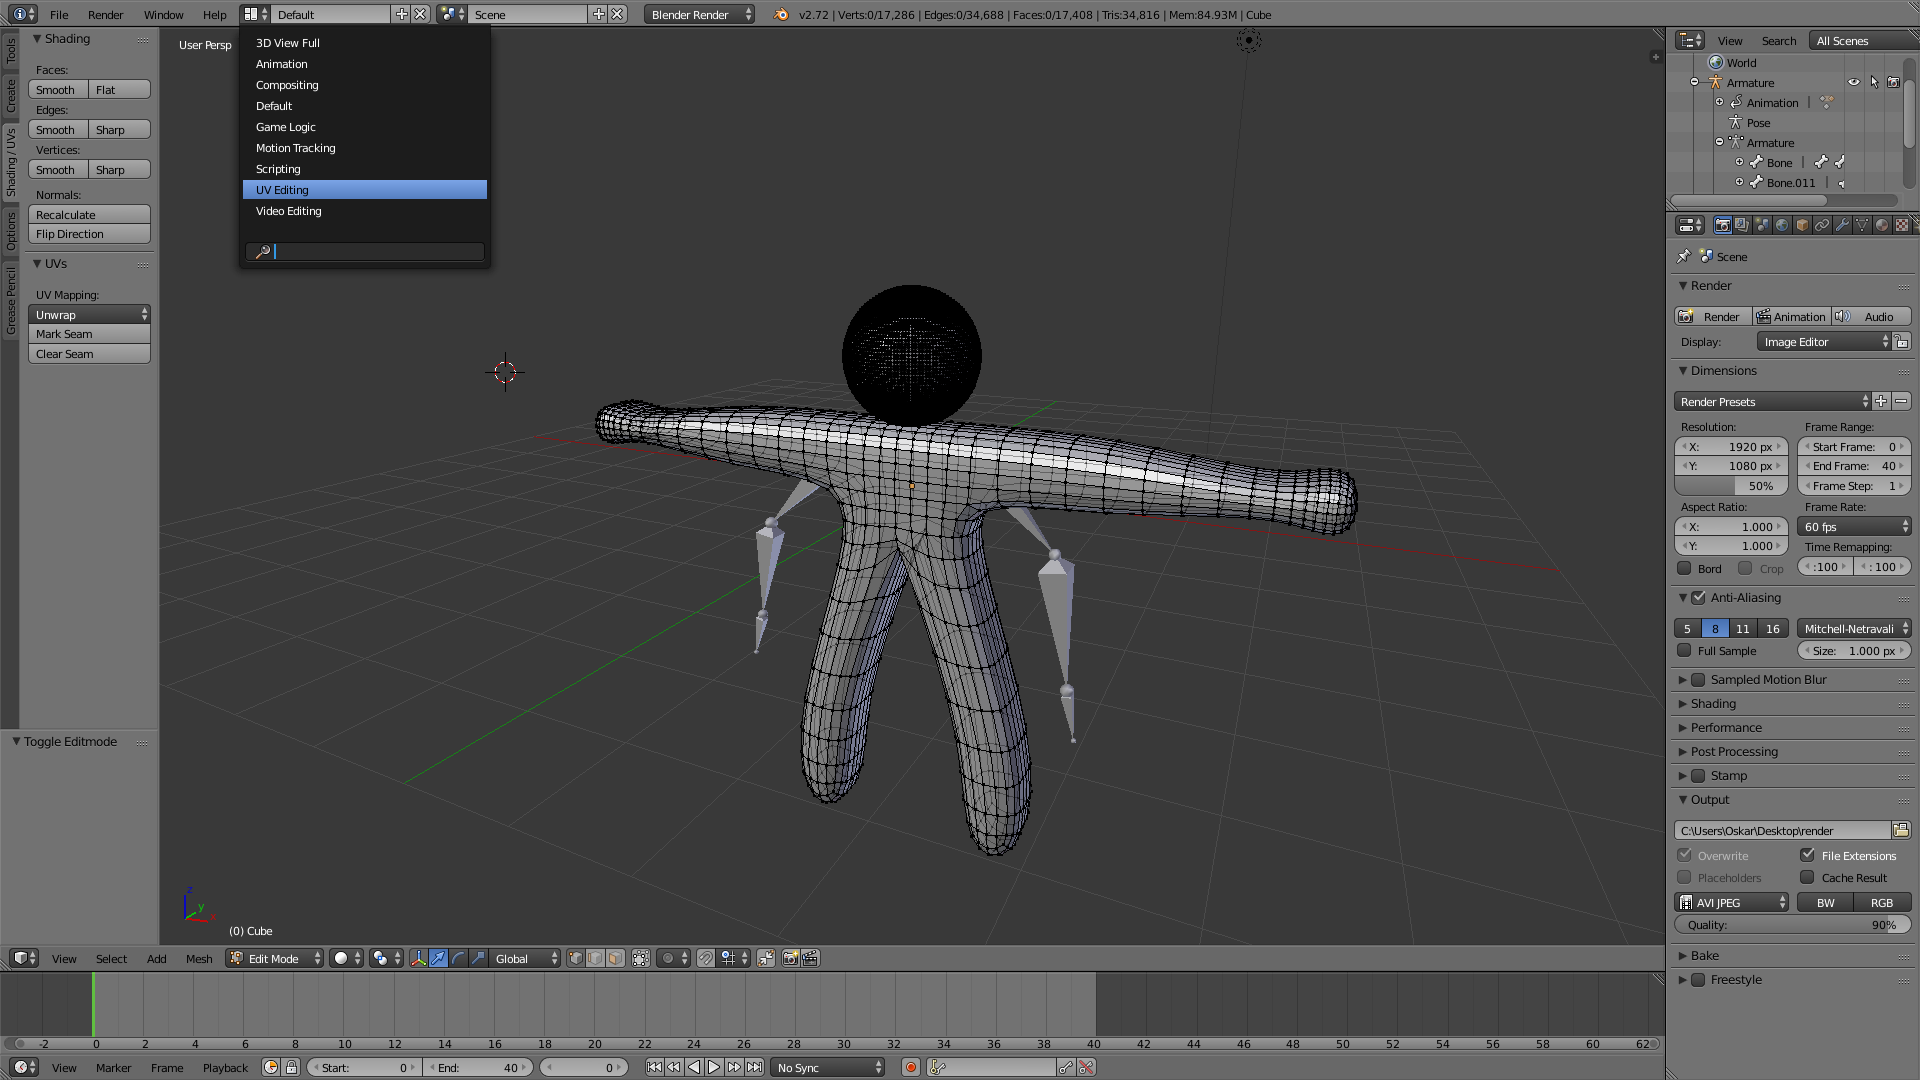 File Render Window Help Default Scene Blender Render v2.72 | Verts:0/17,286 | Edges:0/34,688 | Faces:0/17,408 | Tris:34,816 | Mem:84.93M | Cube
Tools
Create
Shading / UVs
Options
Grease Pencil
Shading
Faces:
Smooth Flat
Edges:
Smooth Sharp
Vertices:
Smooth Sharp
Normals:
Recalculate
Flip Direction
UVs
UV Mapping:
Unwrap
Mark Seam
Clear Seam
Toggle Editmode
User Persp
3D View Full
Animation
Compositing
Default
Game Logic
Motion Tracking
Scripting
UV Editing
Video Editing
z
y
x
(0) Cube
View Search All Scenes
World
Armature
Animation
Pose
Armature
Bone
Bone.011
Scene
Render
Render Animation Audio
Display: Image Editor
Dimensions
Render Presets
Resolution: Frame Range:
X: 1920 px Start Frame: 0
Y: 1080 px End Frame: 40
50% Frame Step: 1
Aspect Ratio: Frame Rate:
X: 1.000 60 fps
Y: 1.000 Time Remapping:
Bord Crop :100 : 100
Anti-Aliasing
5 8 11 16 Mitchell-Netravali
Full Sample Size: 1.000 px
Sampled Motion Blur
Shading
Performance
Post Processing
Stamp
Output
C:\Users\Oskar\Desktop\render
Overwrite File Extensions
Placeholders Cache Result
AVI JPEG BW RGB
Quality: 90%
Bake
Freestyle
View Select Add Mesh Edit Mode Global
-2 0 2 4 6 8 10 12 14 16 18 20 22 24 26 28 30 32 34 36 38 40 42 44 46 48 50 52 54 56 58 60 62
View Marker Frame Playback Start: 0 End: 40 0 No Sync